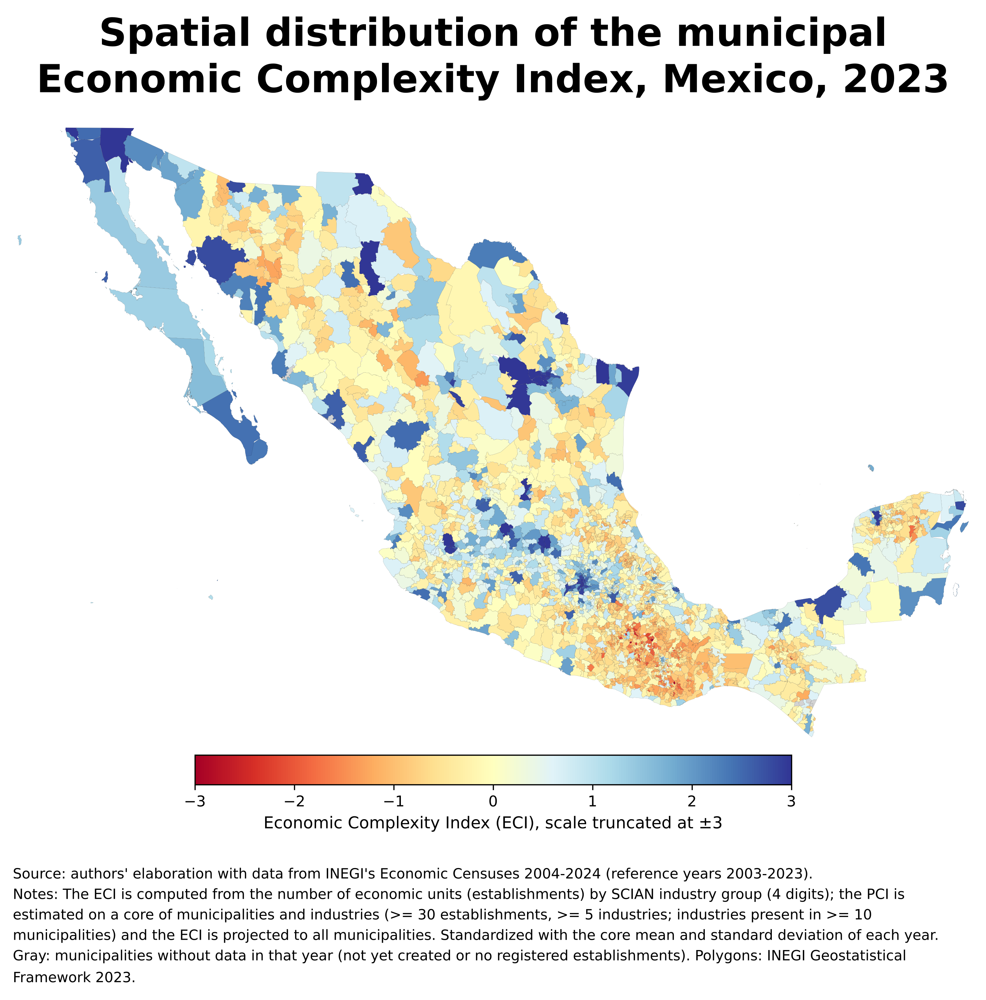 Spatial distribution of the municipal
Economic Complexity Index, Mexico, 2023
−3 −2 −1 0 1 2 3
Economic Complexity Index (ECI), scale truncated at ±3
Source: authors' elaboration with data from INEGI's Economic Censuses 2004-2024 (reference years 2003-2023).
Notes: The ECI is computed from the number of economic units (establishments) by SCIAN industry group (4 digits); the PCI is
estimated on a core of municipalities and industries (>= 30 establishments, >= 5 industries; industries present in >= 10
municipalities) and the ECI is projected to all municipalities. Standardized with the core mean and standard deviation of each year.
Gray: municipalities without data in that year (not yet created or no registered establishments). Polygons: INEGI Geostatistical
Framework 2023.